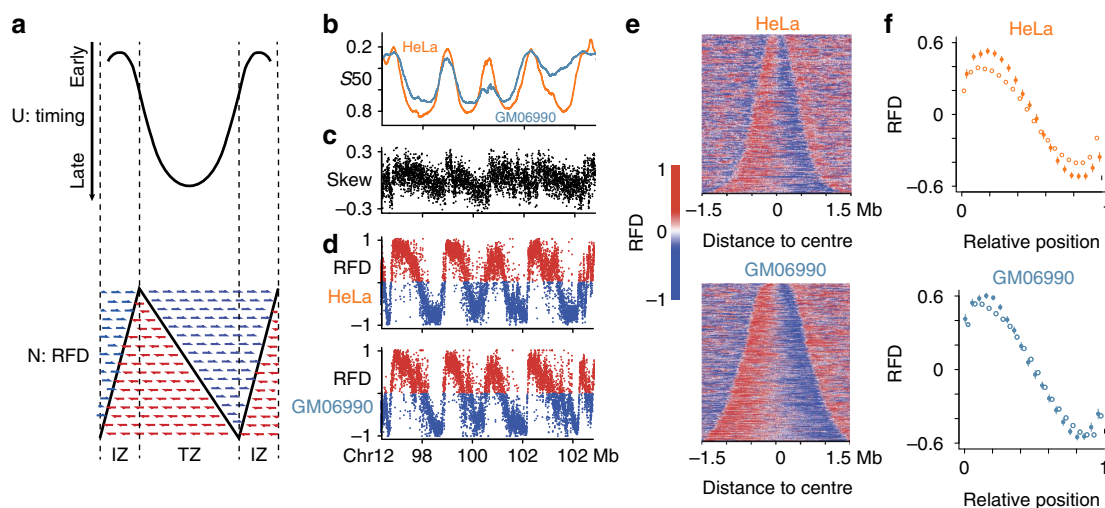 a
Early
U: timing
Late
N: RFD
IZ
TZ
IZ
b
0.2
S50
0.8
HeLa
GM06990
c
0.3
Skew
−0.3
d
1
RFD
HeLa
−1
1
RFD
GM06990
−1
Chr12 98 100 102 102 Mb
e
HeLa
1
0
−1
RFD
−1.5 0 1.5 Mb
Distance to centre
GM06990
−1.5 0 1.5 Mb
Distance to centre
f
HeLa
0.6
RFD
0
−0.6
0 1
Relative position
GM06990
0.6
RFD
0
−0.6
0 1
Relative position